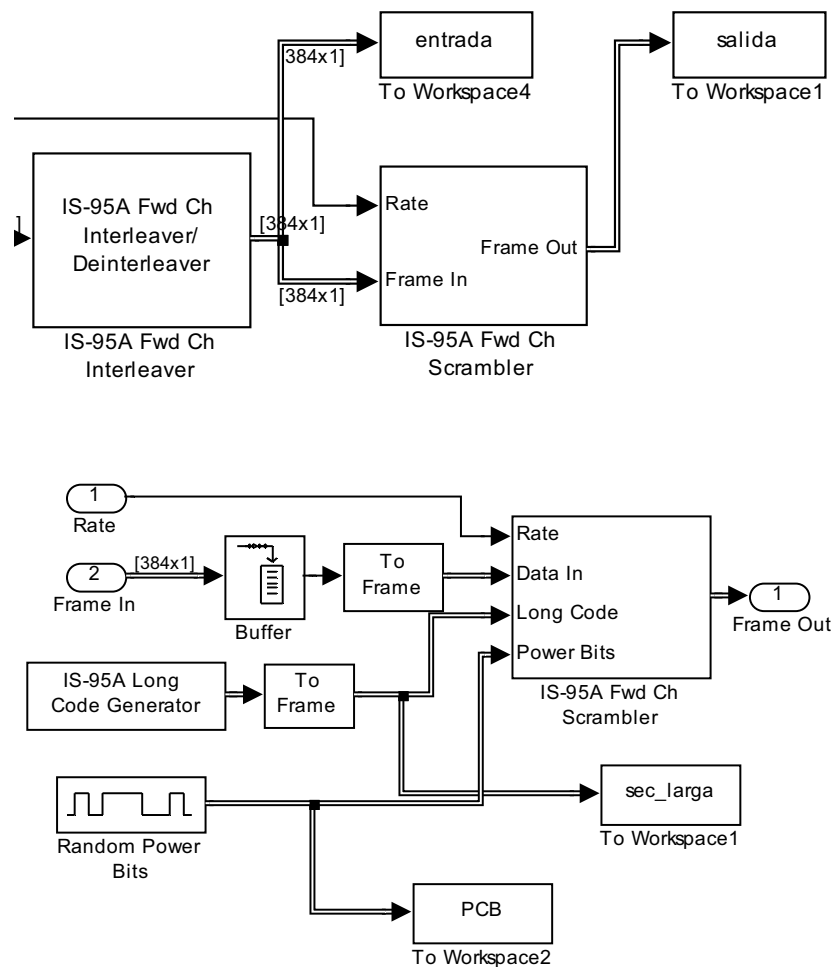 entrada
To Workspace4
salida
To Workspace1
384x1]
]
IS-95A Fwd Ch
Interleaver/
Deinterleaver
[384x1]
[384x1]
IS-95A Fwd Ch
Interleaver
Rate
Frame In
Frame Out
IS-95A Fwd Ch
Scrambler
1
Rate
2
Frame In
[384x1]
Buffer
To
Frame
IS-95A Long
Code Generator
To
Frame
Rate
Data In
Long Code
Power Bits
IS-95A Fwd Ch
Scrambler
1
Frame Out
Random Power
Bits
sec_larga
To Workspace1
PCB
To Workspace2